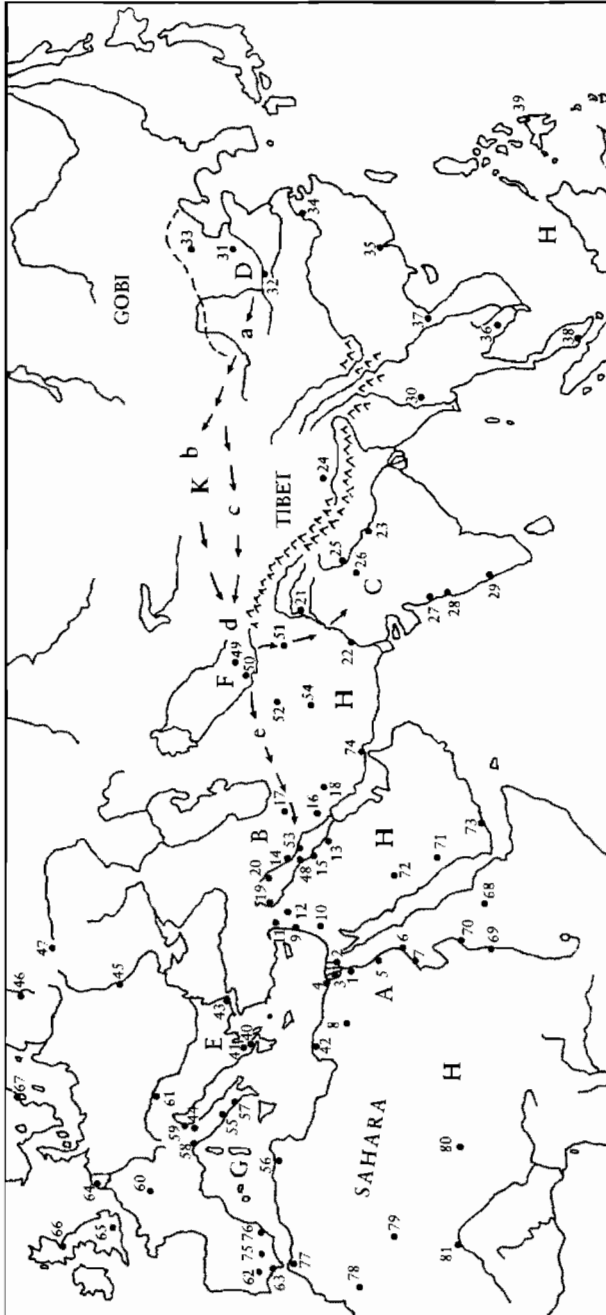 67 46
66 47
64
65 45 GOBI
60 61
59 b 33
58 44 K
E
55 43 F d 49 c 31
G 57 41 40 50 a D
62 75 76 20 B e 32
63 56 11 19 14 52 51
TIBET
77 9 12 53 17
48 21 34
10 15 16 54 24
4 2 13 18 H
3 25
1 8 22 26
42 74 23
78 A 5 C
SAHARA 72 H 35
79 6
7 71 27 30 37
H 28
80 70
81 69 68 73 29 36
39
H
38